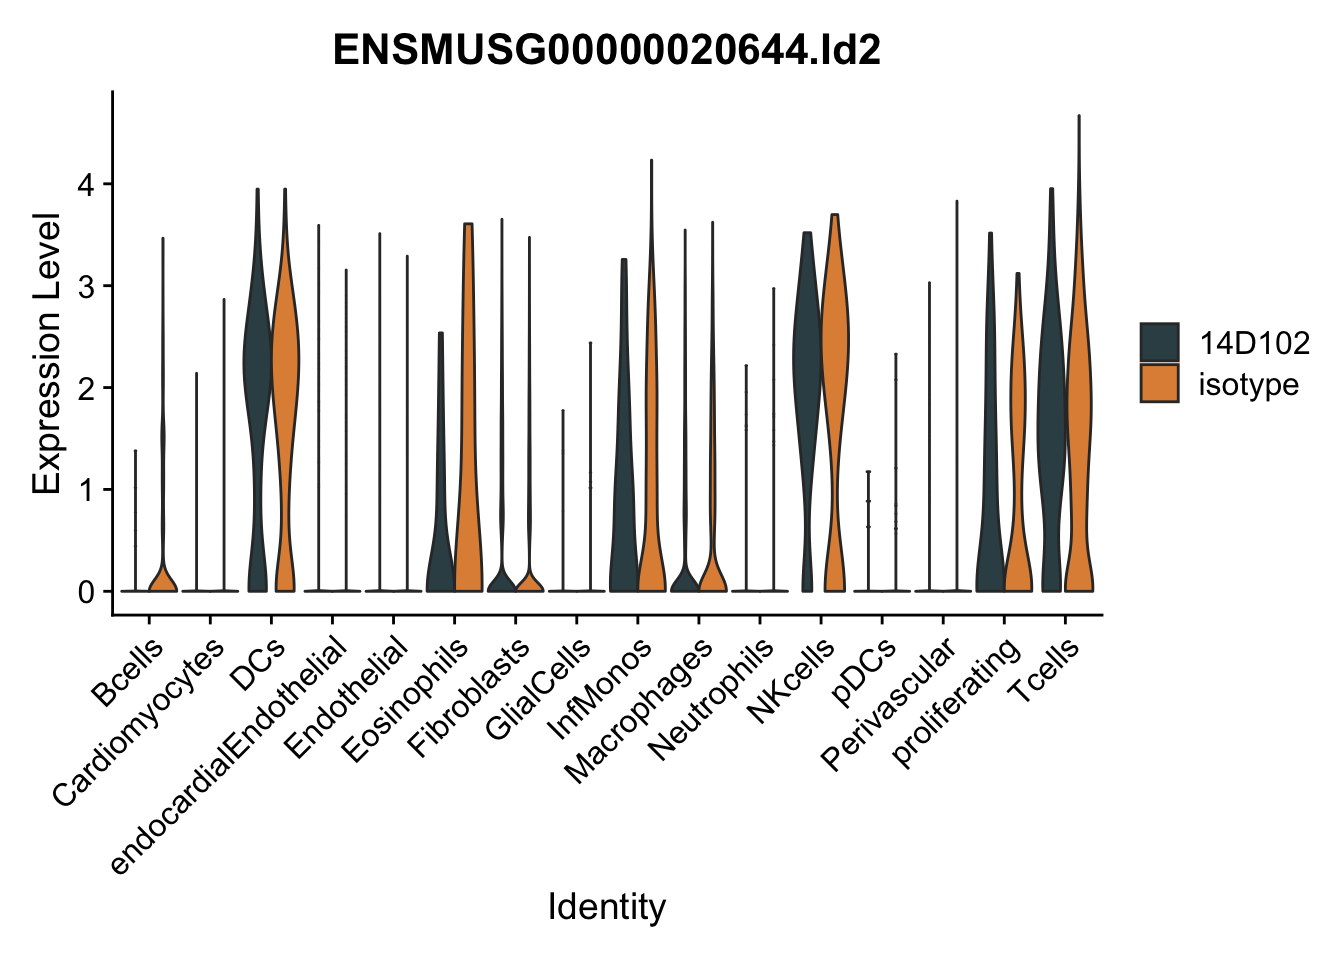 ENSMUSG00000020644.Id2
Expression Level
4
3
2
1
0
Bcells
Cardiomyocytes
DCs
endocardialEndothelial
Endothelial
Eosinophils
Fibroblasts
GlialCells
InfMonos
Macrophages
Neutrophils
NKcells
pDCs
Perivascular
proliferating
Tcells
Identity
14D102
isotype